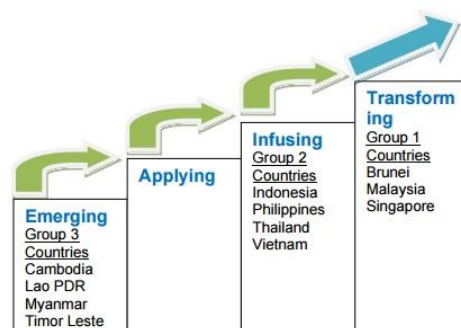 Emerging
Group 3
Countries
Cambodia
Lao PDR
Myanmar
Timor Leste
Applying
Infusing
Group 2
Countries
Indonesia
Philippines
Thailand
Vietnam
Transform
ing
Group 1
Countries
Brunei
Malaysia
Singapore